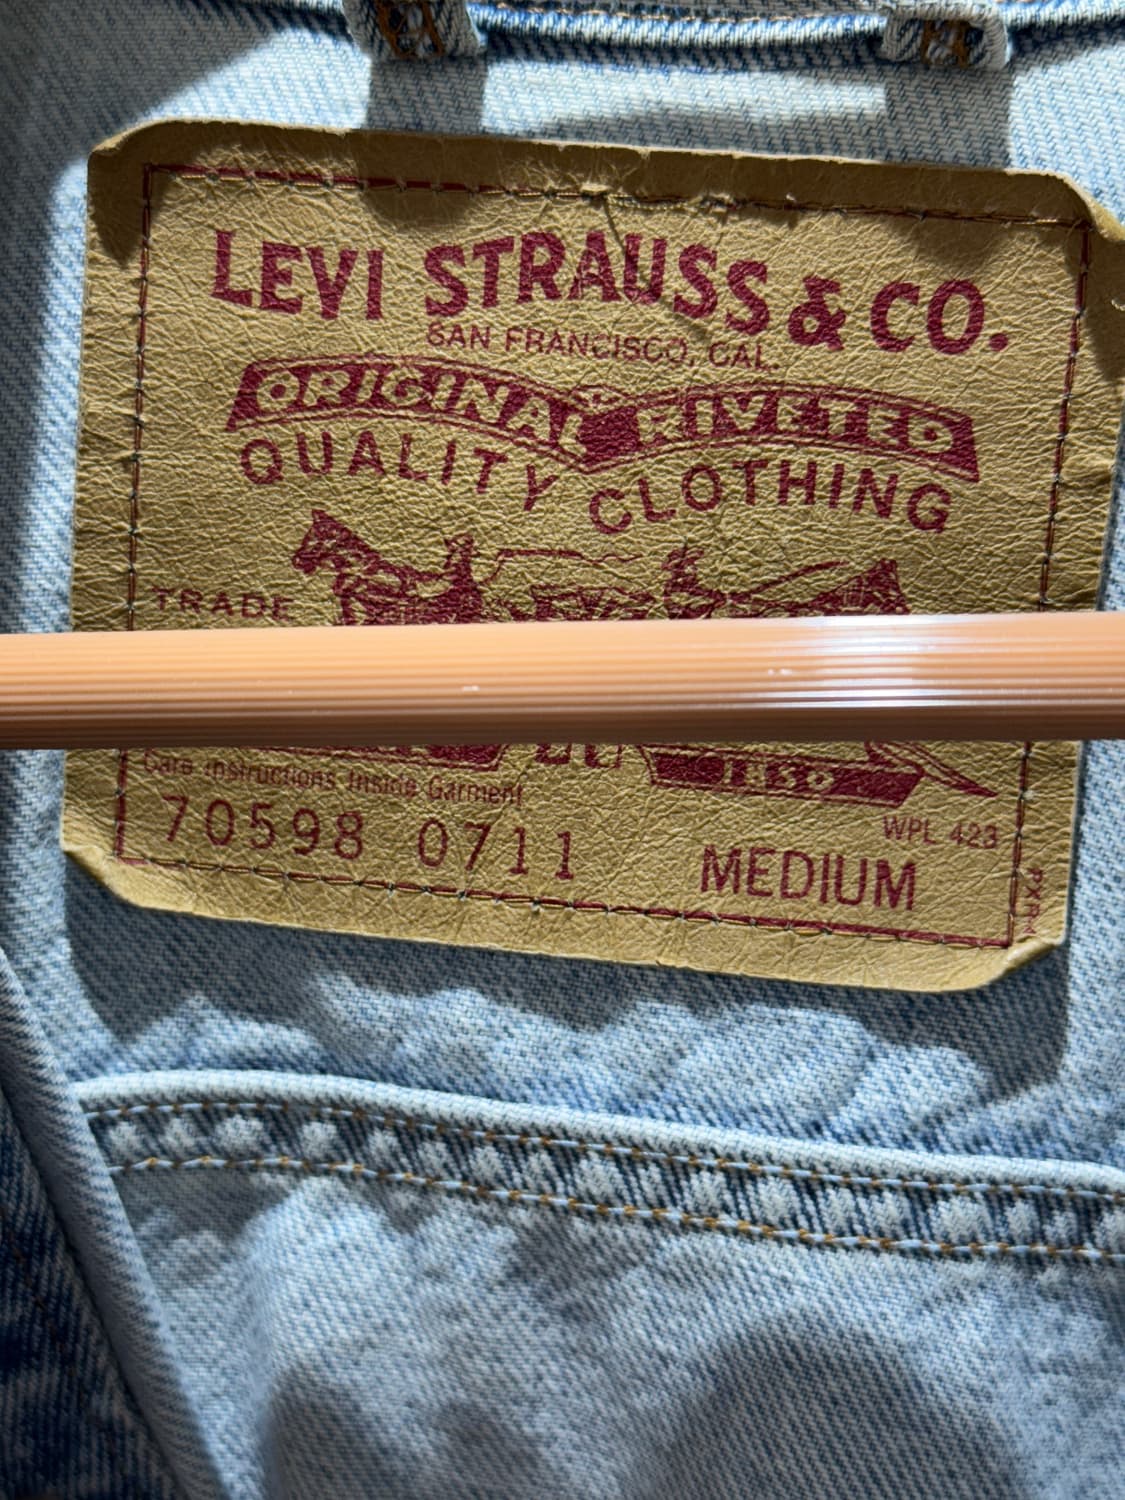 LEVI STRAUSS & CO.
SAN FRANCISCO, CAL.
ORIGINAL RIVETED
QUALITY CLOTHING
TRADE
Care Instructions Inside Garment
WPL 423
70598 0711
MEDIUM